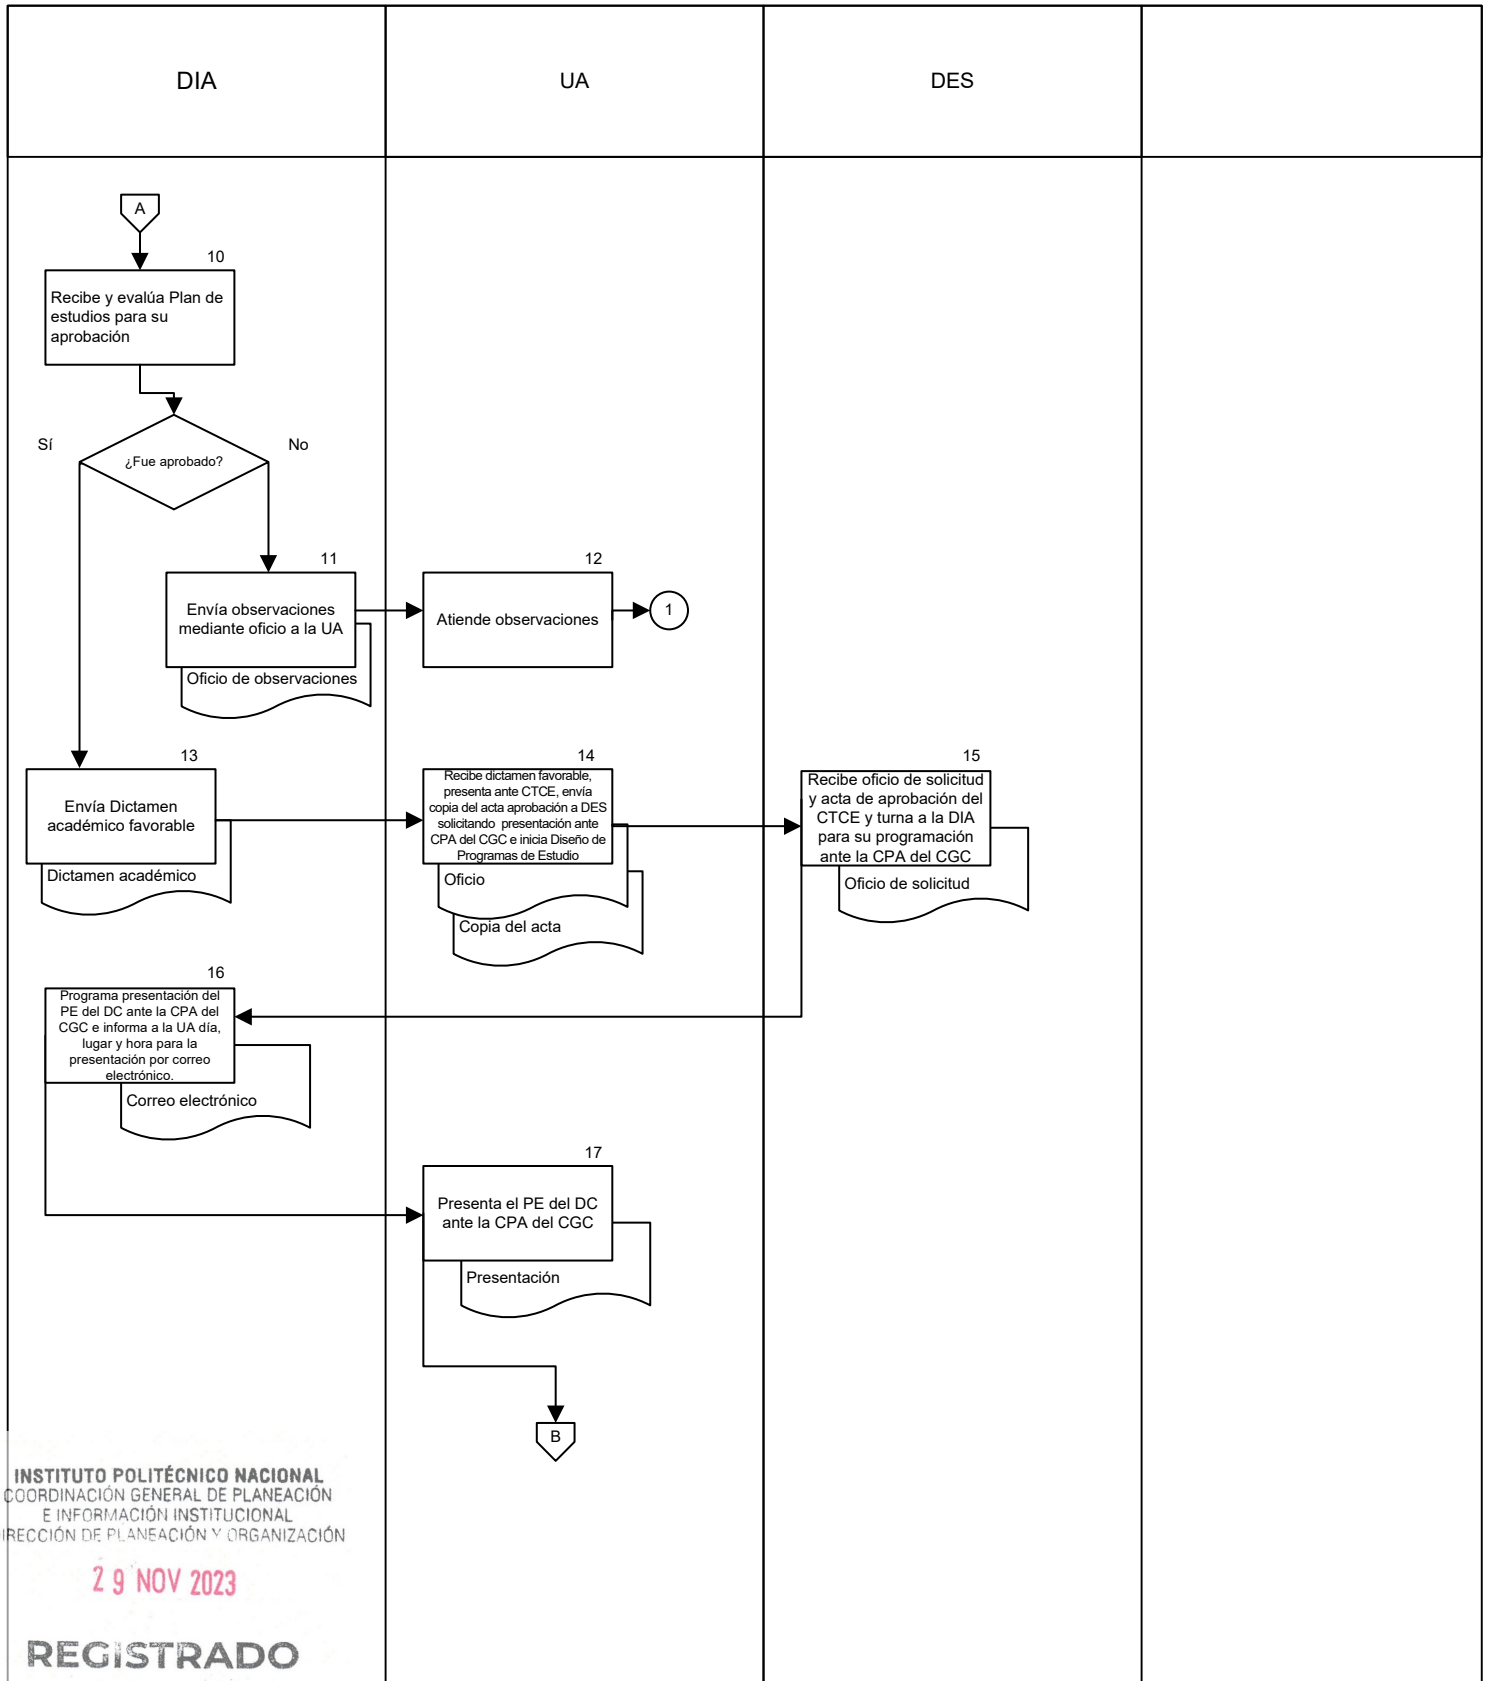 DIA
UA
DES
A
10
Recibe y evalúa Plan de
estudios para su
aprobación
Sí
¿Fue aprobado?
No
11
Envía observaciones
mediante oficio a la UA
Oficio de observaciones
12
Atiende observaciones
1
13
Envía Dictamen
académico favorable
Dictamen académico
14
Recibe dictamen favorable,
presenta ante CTCE, envía
copia del acta aprobación a DES
solicitando presentación ante
CPA del CGC e inicia Diseño de
Programas de Estudio
Oficio
Copia del acta
15
Recibe oficio de solicitud
y acta de aprobación del
CTCE y turna a la DIA
para su programación
ante la CPA del CGC
Oficio de solicitud
16
Programa presentación del
PE del DC ante la CPA del
CGC e informa a la UA día,
lugar y hora para la
presentación por correo
electrónico.
Correo electrónico
17
Presenta el PE del DC
ante la CPA del CGC
Presentación
B
INSTITUTO POLITÉCNICO NACIONAL
COORDINACIÓN GENERAL DE PLANEACIÓN
E INFORMACIÓN INSTITUCIONAL
IRECCIÓN DE PLANEACIÓN Y ORGANIZACIÓN
29 NOV 2023
REGISTRADO